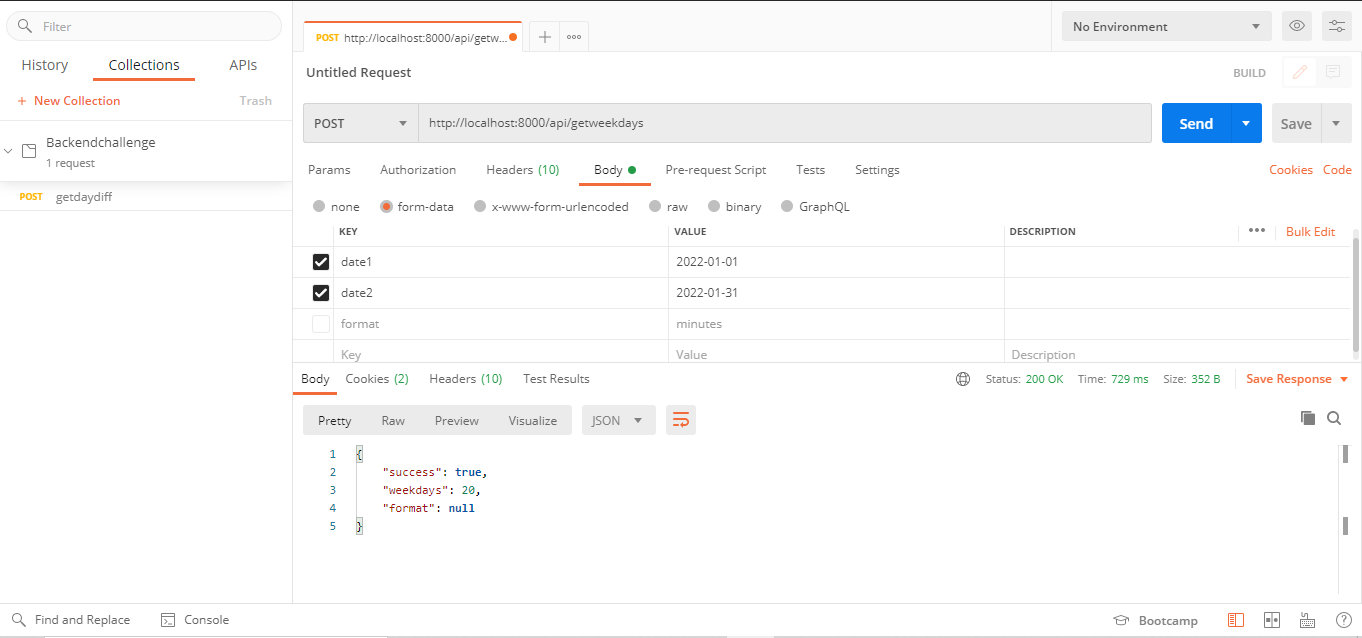 Filter
History Collections APIs
+ New Collection Trash
Backendchallenge
1 request
POST getdaydiff
POST http://localhost:8000/api/getw...
No Environment
Untitled Request BUILD
POST http://localhost:8000/api/getweekdays Send Save
Params Authorization Headers (10) Body Pre-request Script Tests Settings Cookies Code
none form-data x-www-form-urlencoded raw binary GraphQL
KEY VALUE DESCRIPTION ••• Bulk Edit
date1 2022-01-01
date2 2022-01-31
format minutes
Key Value Description
Body Cookies (2) Headers (10) Test Results Status: 200 OK Time: 729 ms Size: 352 B Save Response
Pretty Raw Preview Visualize JSON
1 {
2 "success": true,
3 "weekdays": 20,
4 "format": null
5 }
Find and Replace Console Bootcamp